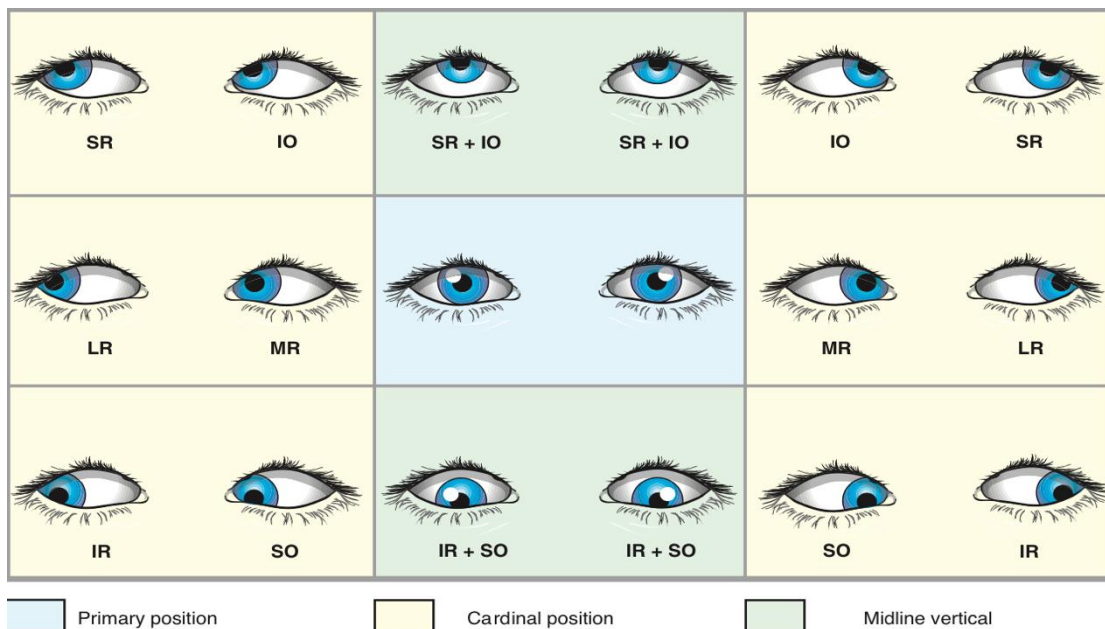 SR IO SR + IO SR + IO IO SR
LR MR MR LR
IR SO IR + SO IR + SO SO IR
Primary position Cardinal position Midline vertical